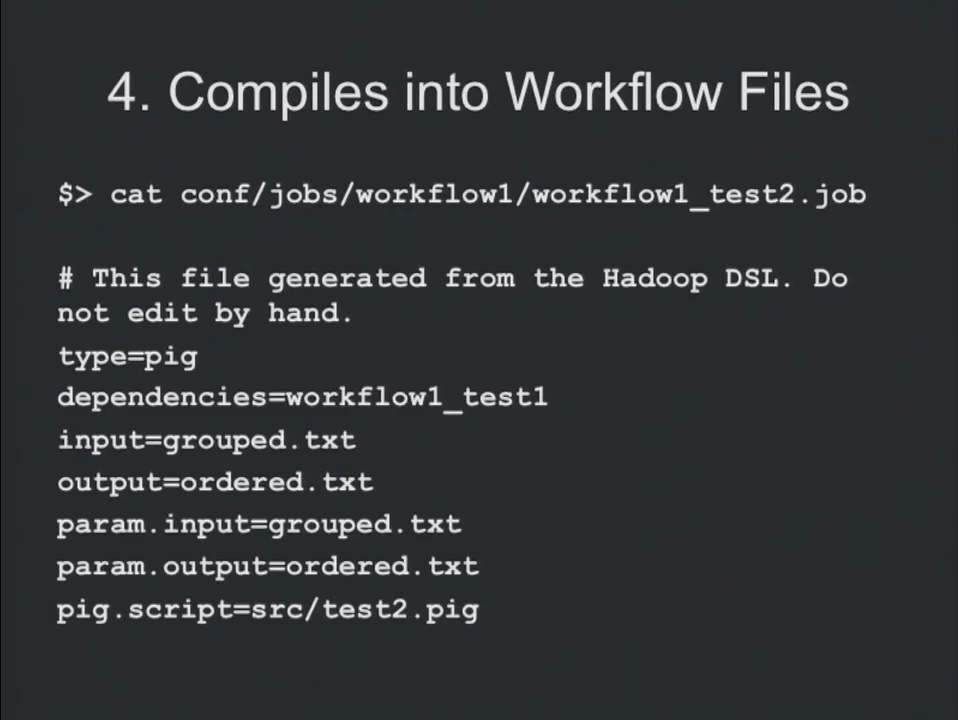 4. Compiles into Workflow Files
$> cat conf/jobs/workflow1/workflow1_test2.job
# This file generated from the Hadoop DSL. Do
not edit by hand.
type=pig
dependencies=workflow1_test1
input=grouped.txt
output=ordered.txt
param.input=grouped.txt
param.output=ordered.txt
pig.script=src/test2.pig